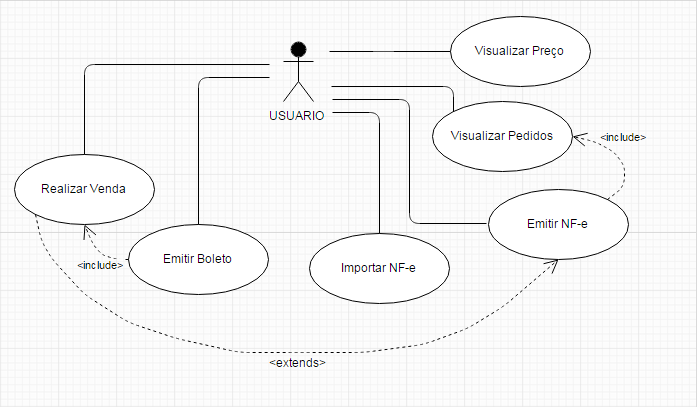 Visualizar Preço
USUARIO
Visualizar Pedidos
<include>
Realizar Venda
Emitir NF-e
Emitir Boleto
<include>
Importar NF-e
<extends>